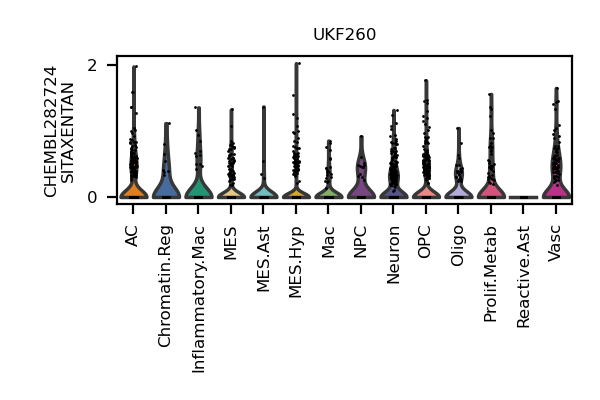 UKF260
CHEMBL282724
SITAXENTAN
2
0
AC
Chromatin.Reg
Inflammatory.Mac
MES
MES.Ast
MES.Hyp
Mac
NPC
Neuron
OPC
Oligo
Prolif.Metab
Reactive.Ast
Vasc